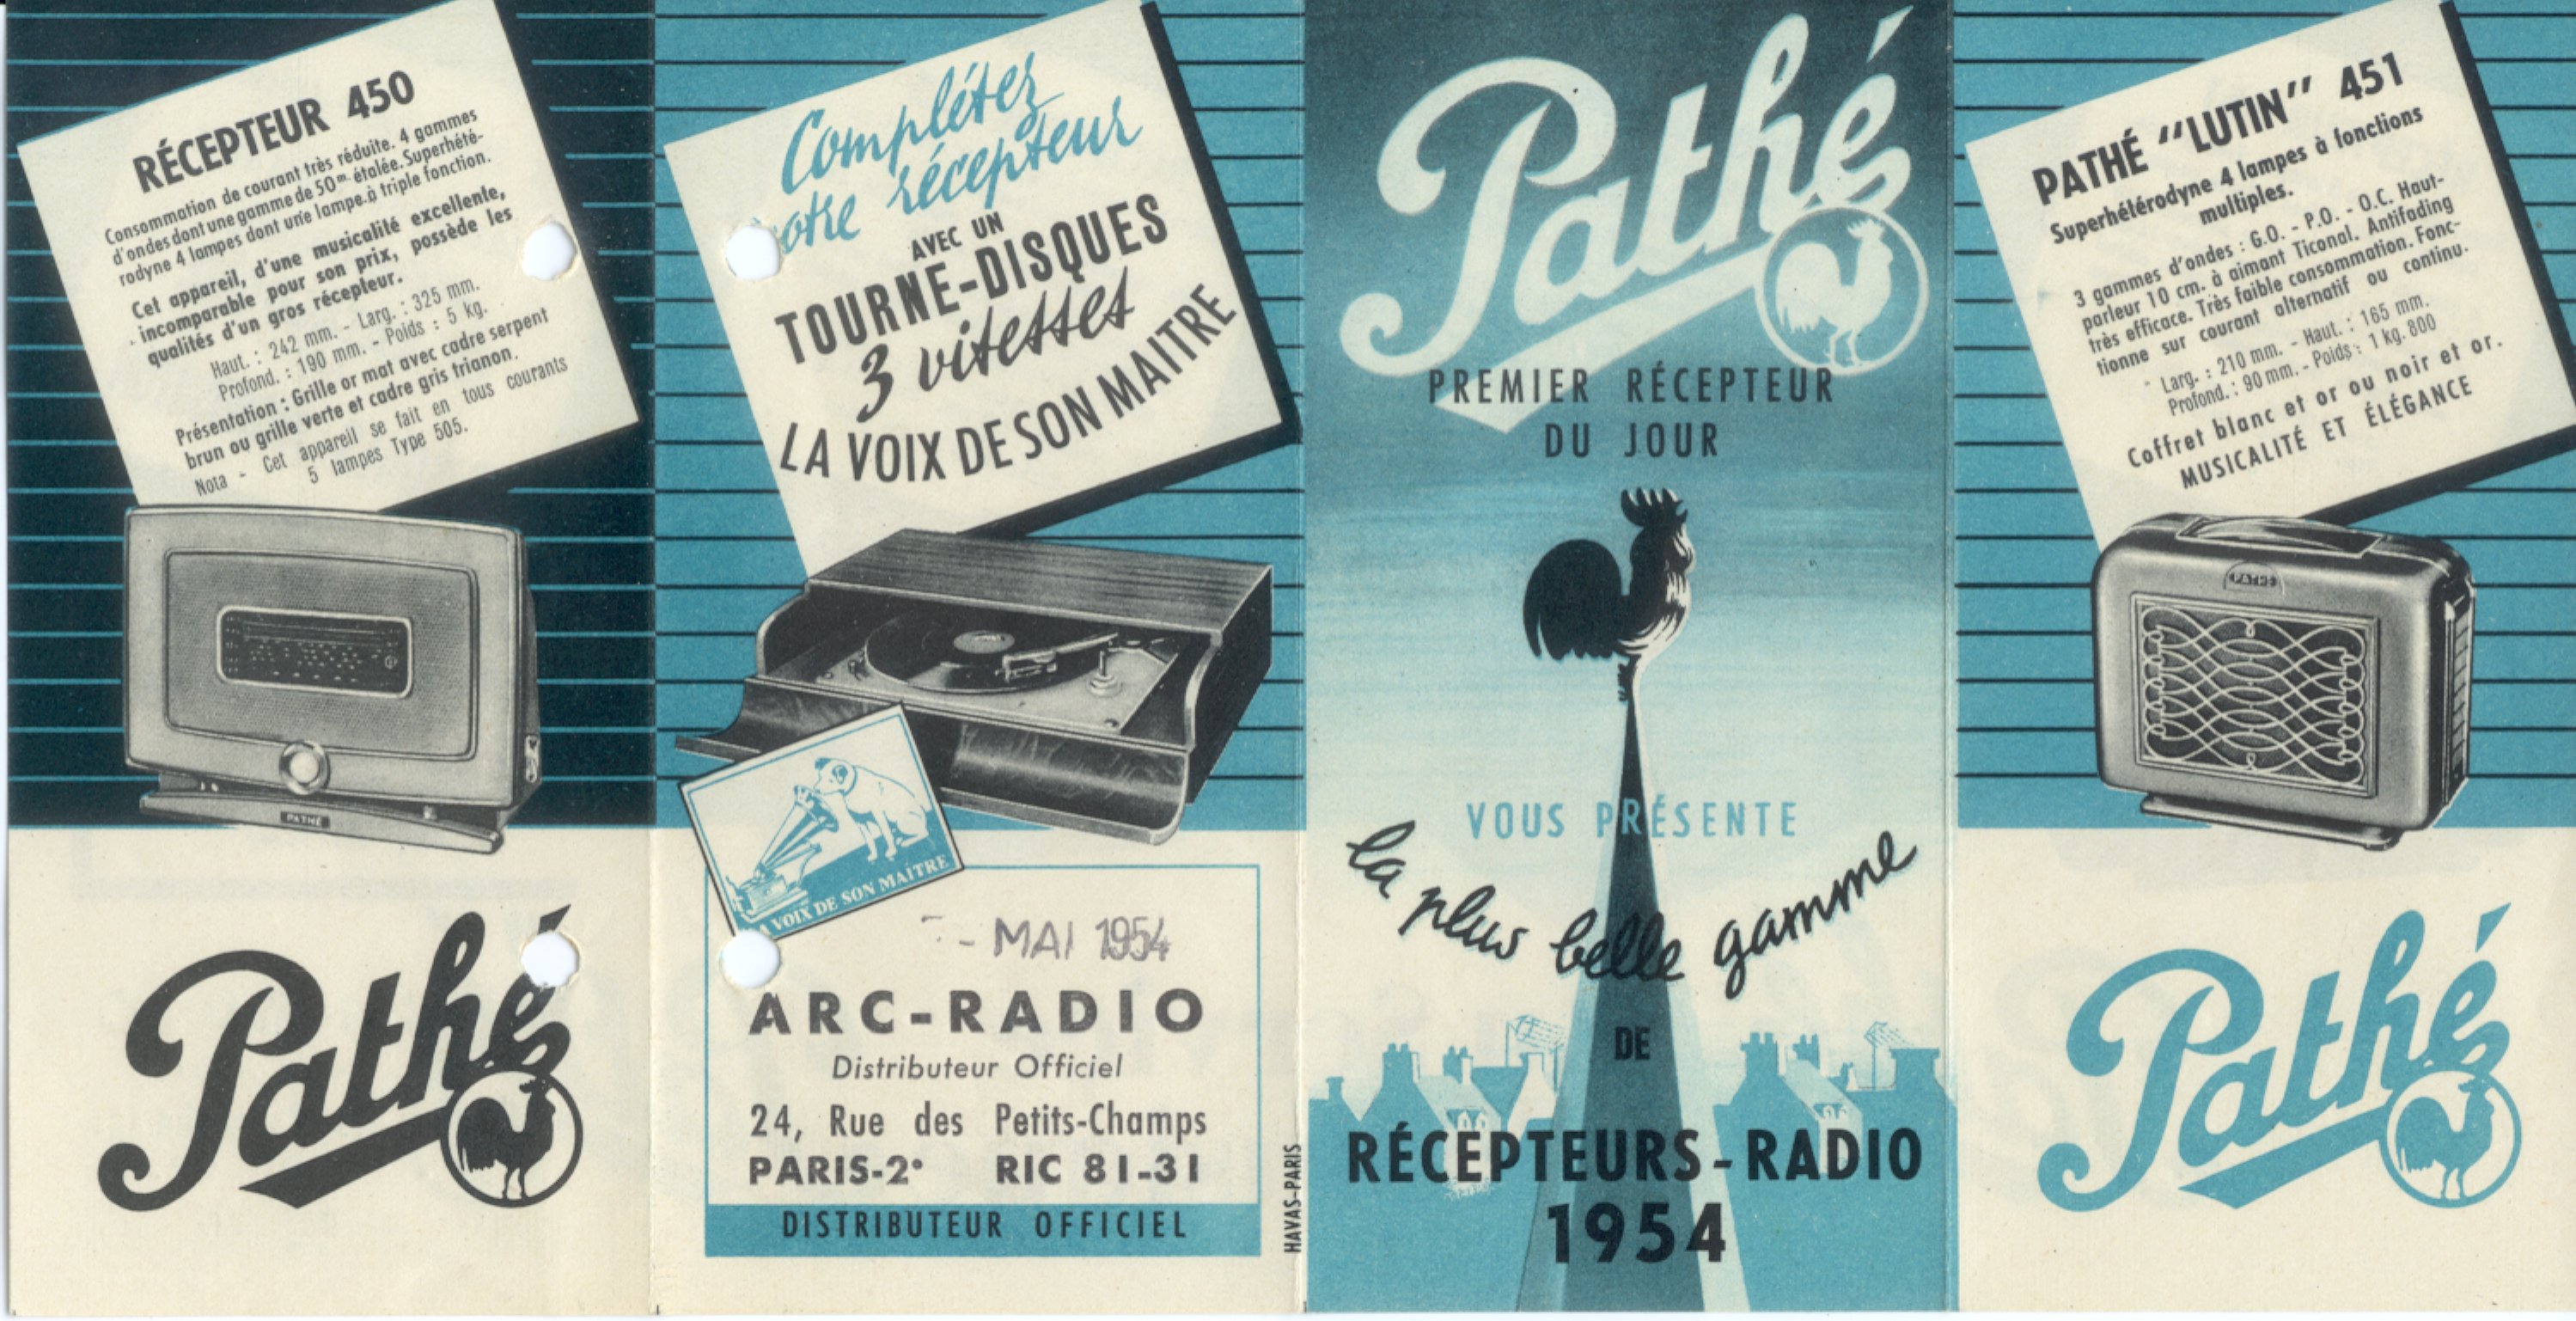 RÉCEPTEUR 450
Consommation de courant très réduite. 4 gammes
d'ondes dont une gamme de 50m. étalée. Superhété-
rodyne 4 lampes dont une lampe à triple fonction.
Cet appareil, d'une musicalité excellente,
incomparable pour son prix, possède les
qualités d'un gros récepteur.
Haut. : 242 mm. - Larg. : 325 mm.
Profond. : 190 mm. - Poids : 5 kg.
Présentation : Grille or mat avec cadre serpent
brun ou grille verte et cadre gris trianon.
Nota - Cet appareil se fait en tous courants
5 lampes Type 505.
PATHÉ
Pathé
Complétez
otre récepteur
AVEC UN
TOURNE-DISQUES
3 vitesses
LA VOIX DE SON MAITRE
A VOIX DE SON MAÎTRE
- MAI 1954
ARC-RADIO
Distributeur Officiel
24, Rue des Petits-Champs
PARIS-2e RIC 81-31
DISTRIBUTEUR OFFICIEL
HAVAS-PARIS
Pathé
PREMIER RÉCEPTEUR
DU JOUR
VOUS PRÉSENTE
la plus belle gamme
DE
RÉCEPTEURS-RADIO
1954
PATHÉ "LUTIN" 451
Superhétérodyne 4 lampes à fonctions
multiples.
3 gammes d'ondes : G.O. - P.O. - O.C. Haut-
parleur 10 cm. à aimant Ticonal. Antifading
très efficace. Très faible consommation. Fonc-
tionne sur courant alternatif ou continu.
Larg. : 210 mm. - Haut. : 165 mm.
Profond. : 90 mm. - Poids : 1 kg. 800
Coffret blanc et or ou noir et or.
MUSICALITÉ ET ÉLÉGANCE
PATHÉ
Pathé